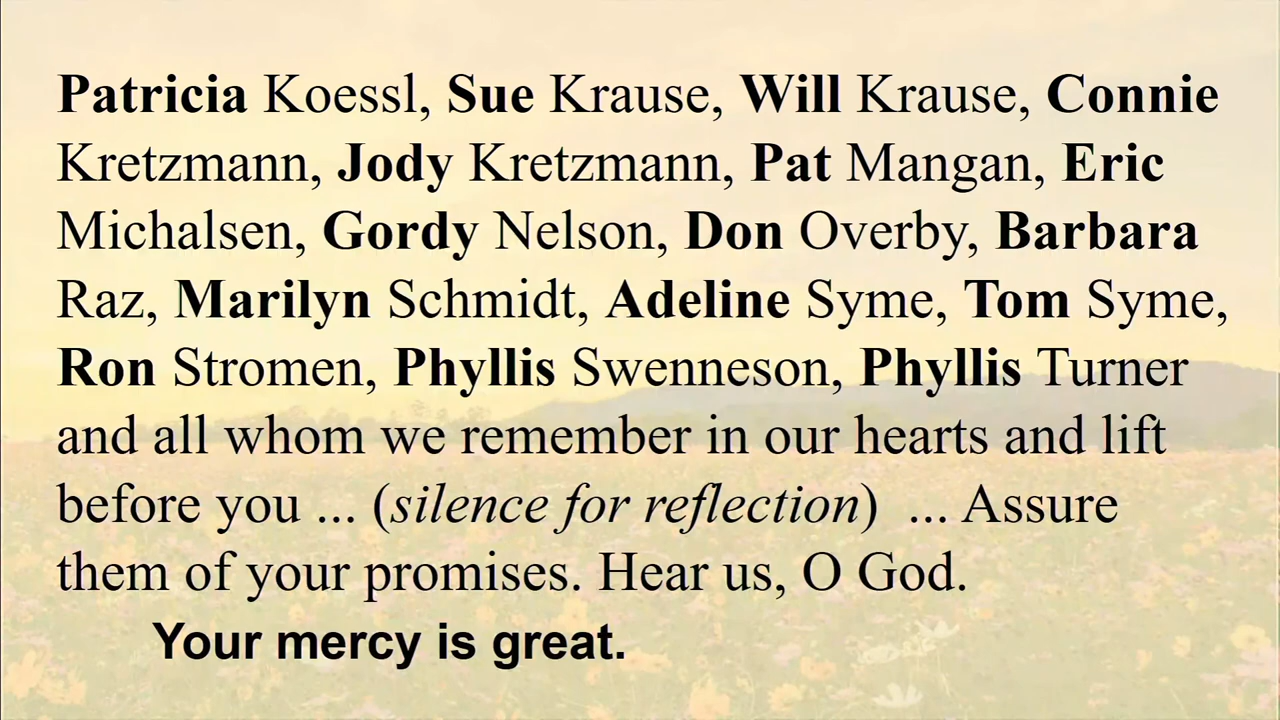 Patricia Koessl, Sue Krause, Will Krause, Connie
Kretzmann, Jody Kretzmann, Pat Mangan, Eric
Michalsen, Gordy Nelson, Don Overby, Barbara
Raz, Marilyn Schmidt, Adeline Syme, Tom Syme,
Ron Stromen, Phyllis Swenneson, Phyllis Turner
and all whom we remember in our hearts and lift
before you ... (silence for reflection)  ... Assure
them of your promises. Hear us, O God.
Your mercy is great.